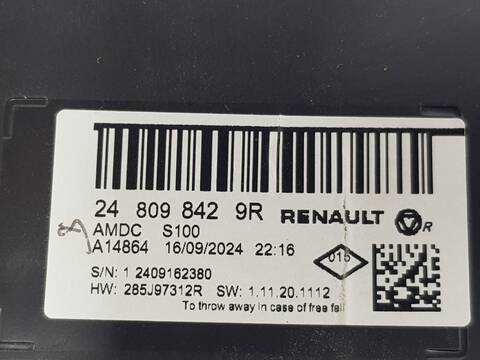 24 809 842 9R RENAULT R
AMDC S100
A14864 16/09/2024 22:16
S/N: 1 2409162380
HW: 285J97312R SW: 1.11.20.1112
To throw away in case of free fall